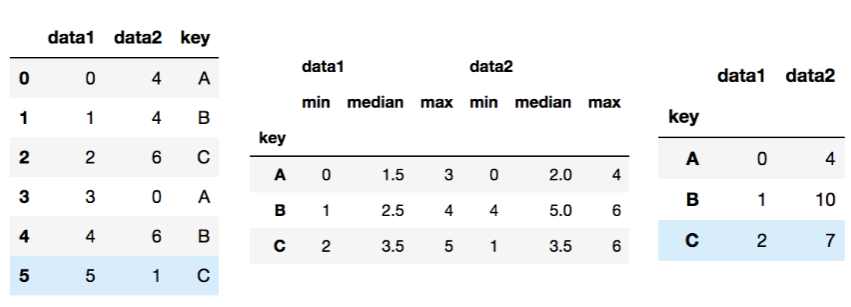 data1 data2 key
0 0 4 A
1 1 4 B
2 2 6 C
3 3 0 A
4 4 6 B
5 5 1 C
data1 data2
min median max min median max
key
A 0 1.5 3 0 2.0 4
B 1 2.5 4 4 5.0 6
C 2 3.5 5 1 3.5 6
data1 data2
key
A 0 4
B 1 10
C 2 7